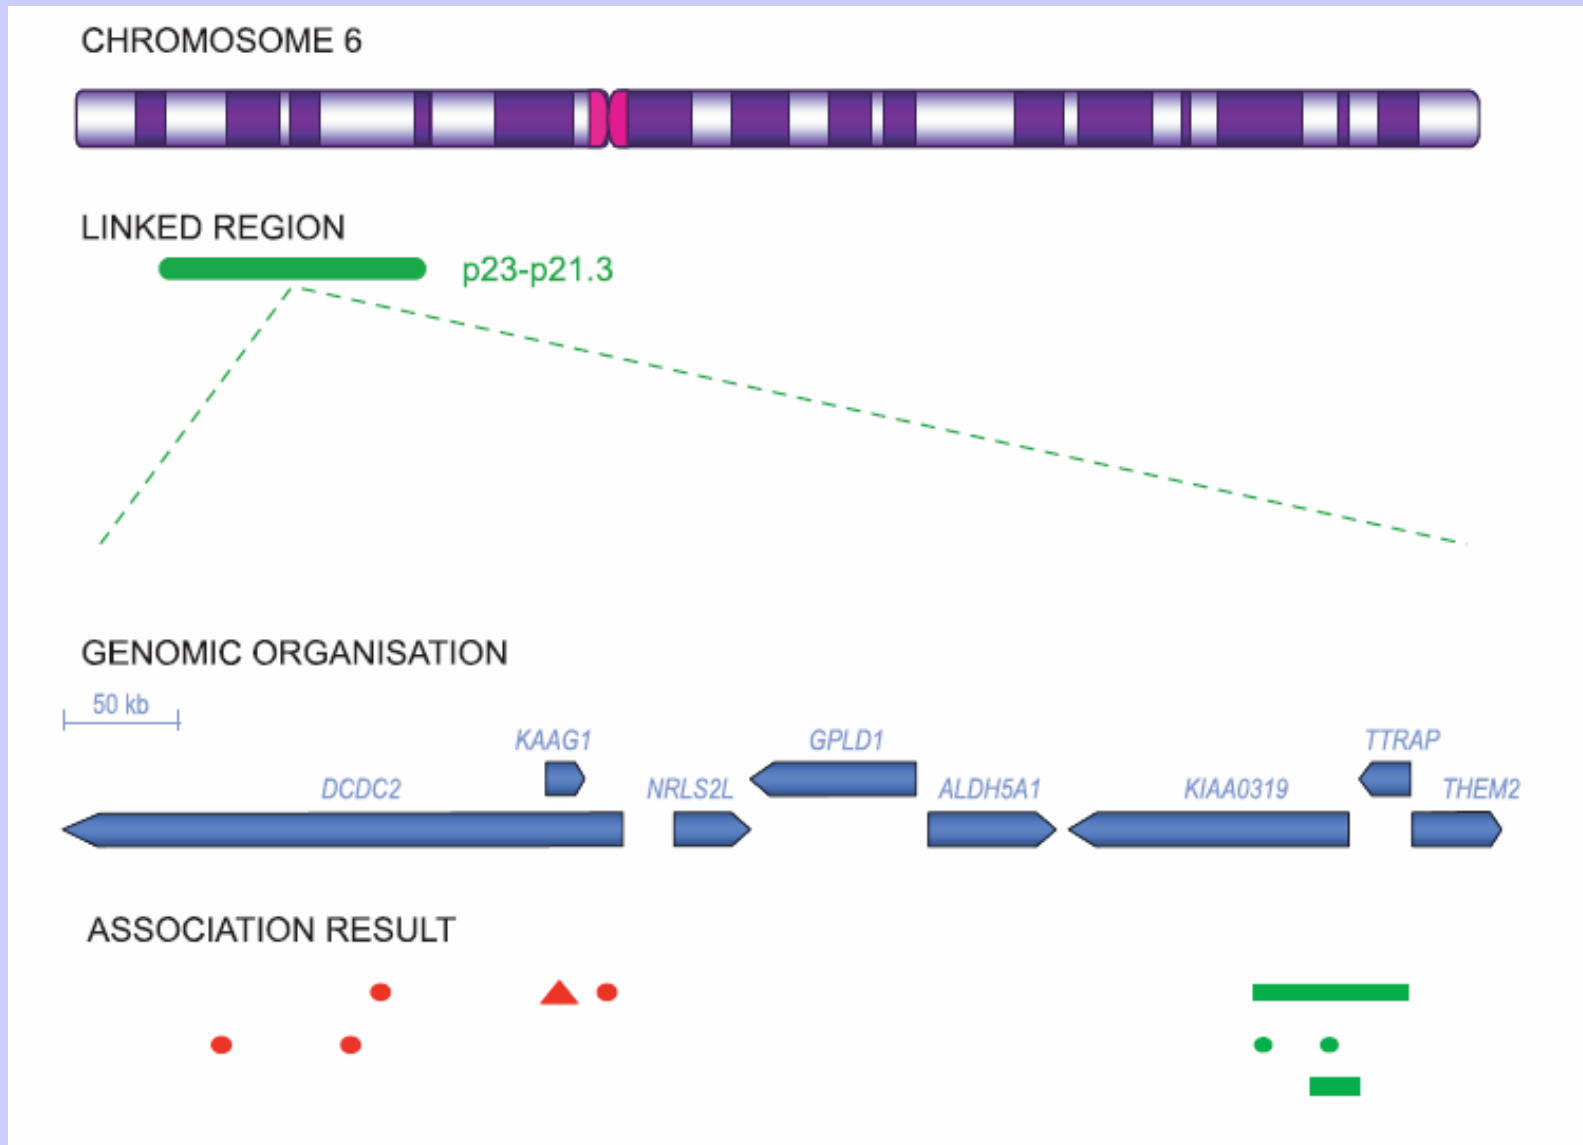 CHROMOSOME 6
LINKED REGION
p23-p21.3
GENOMIC ORGANISATION
50 kb
KAAG1
GPLD1
TTRAP
DCDC2
NRLS2L
ALDH5A1
KIAA0319
THEM2
ASSOCIATION RESULT